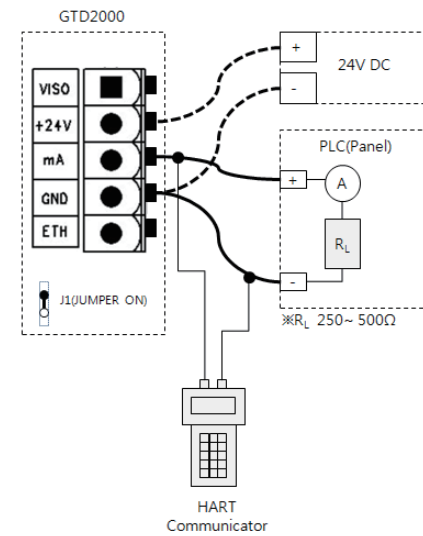 GTD2000
VISO
+24V
mA
GND
ETH
J1(JUMPER ON)
+
24V DC
-
PLC(Panel)
+
A
RL
-
※RL 250~ 500Ω
HART
Communicator